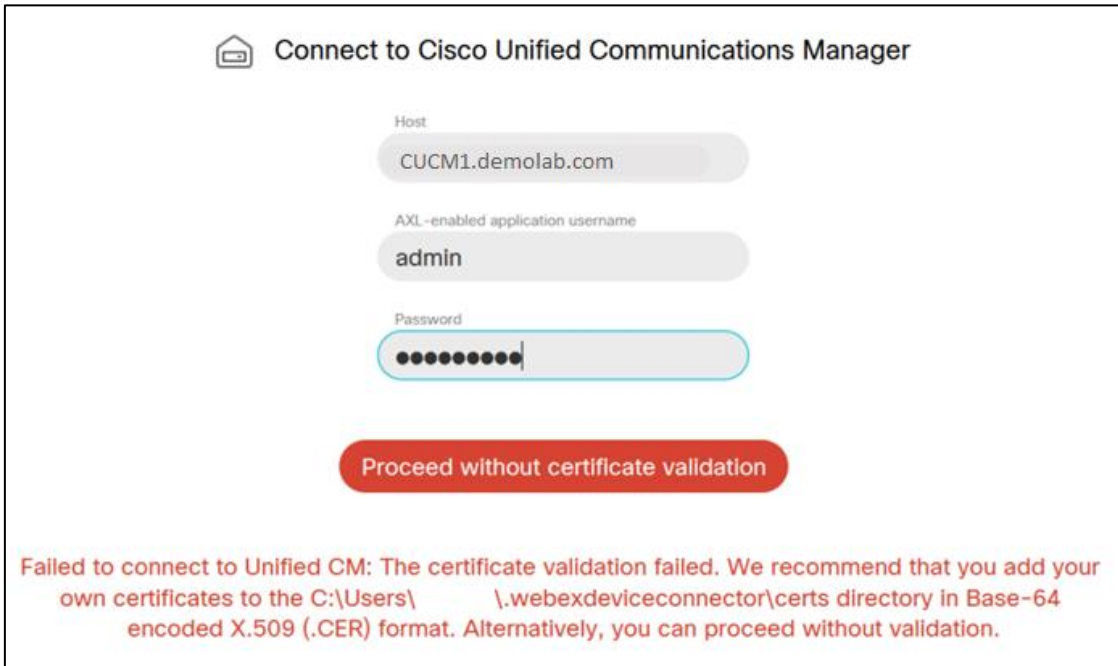 Connect to Cisco Unified Communications Manager
Host
CUCM1.demolab.com
AXL-enabled application username
admin
Password
●●●●●●●●●
Proceed without certificate validation
Failed to connect to Unified CM: The certificate validation failed. We recommend that you add your
own certificates to the C:\Users\ \.webexdeviceconnector\certs directory in Base-64
encoded X.509 (.CER) format. Alternatively, you can proceed without validation.